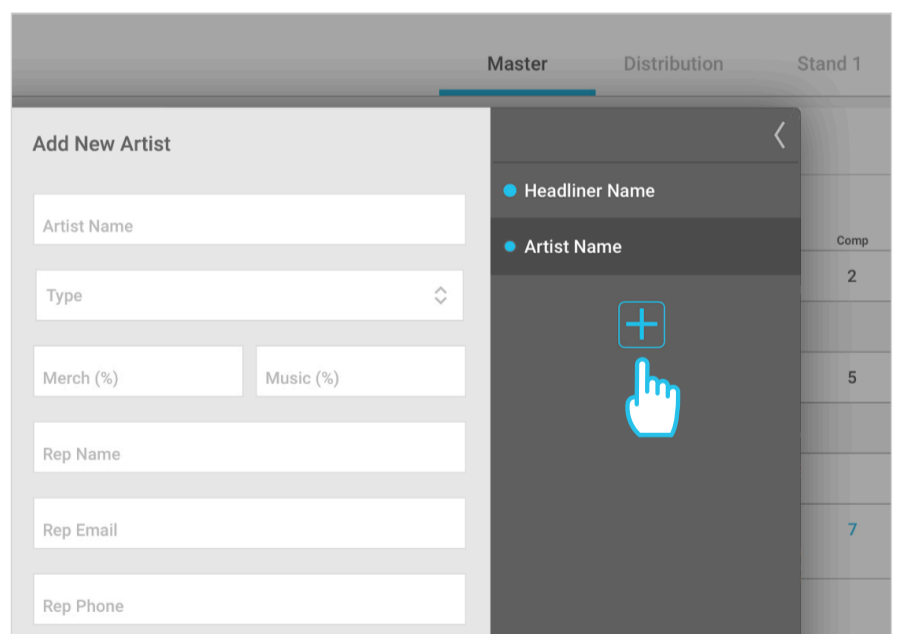 Master Distribution Stand 1
Add New Artist
Artist Name
Type
Merch (%) Music (%)
Rep Name
Rep Email
Rep Phone
Headliner Name
Artist Name
Comp
2
5
7